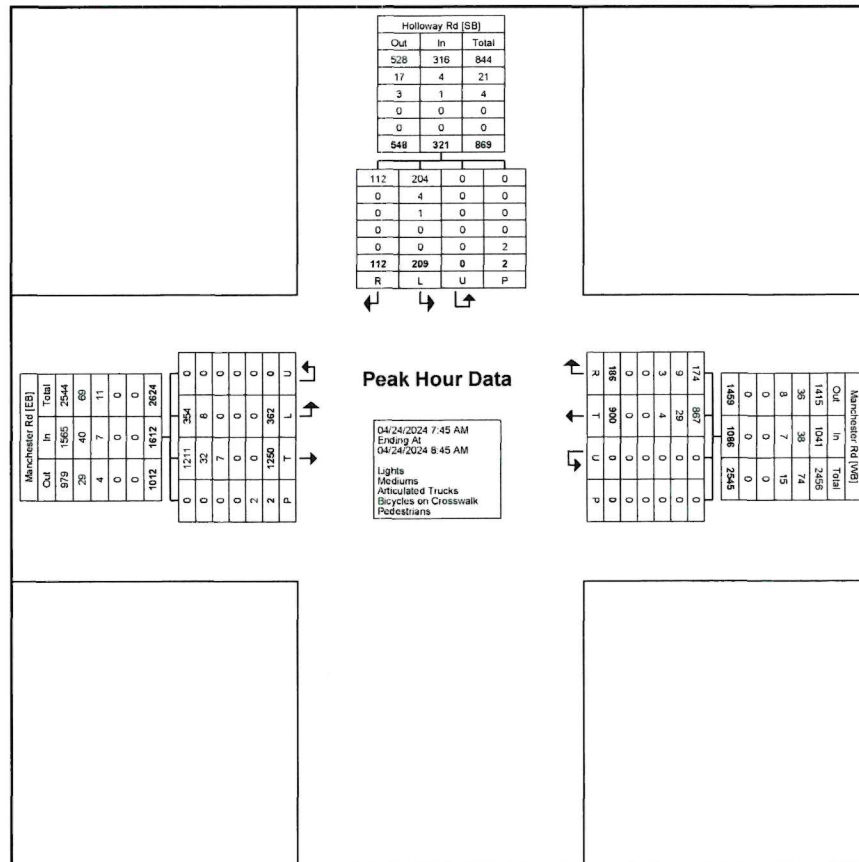 Holloway Rd [SB]
Out In Total
528 316 844
17 4 21
3 1 4
0 0 0
0 0 0
548 321 869
112 204 0 0
0 4 0 0
0 1 0 0
0 0 0 0
0 0 0 2
112 209 0 2
R L U P
Manchester Rd [EB]
Out In Total
979 1565 2544
29 40 69
4 7 11
0 0 0
0 0 0
1012 1612 2624
0 1211 354 0
0 32 8 0
0 7 0 0
0 0 0 0
2 0 0 0
2 1250 362 0
P T L U
Peak Hour Data
04/24/2024 7:45 AM
Ending At
04/24/2024 8:45 AM
Lights
Mediums
Articulated Trucks
Bicycles on Crosswalk
Pedestrians
Manchester Rd [WB]
Out In Total
1415 1041 2456
36 38 74
8 7 15
0 0 0
0 0 0
1459 1086 2545
174 867 0 0
9 29 0 0
3 4 0 0
0 0 0 0
0 0 0 0
186 900 0 0
R T U P